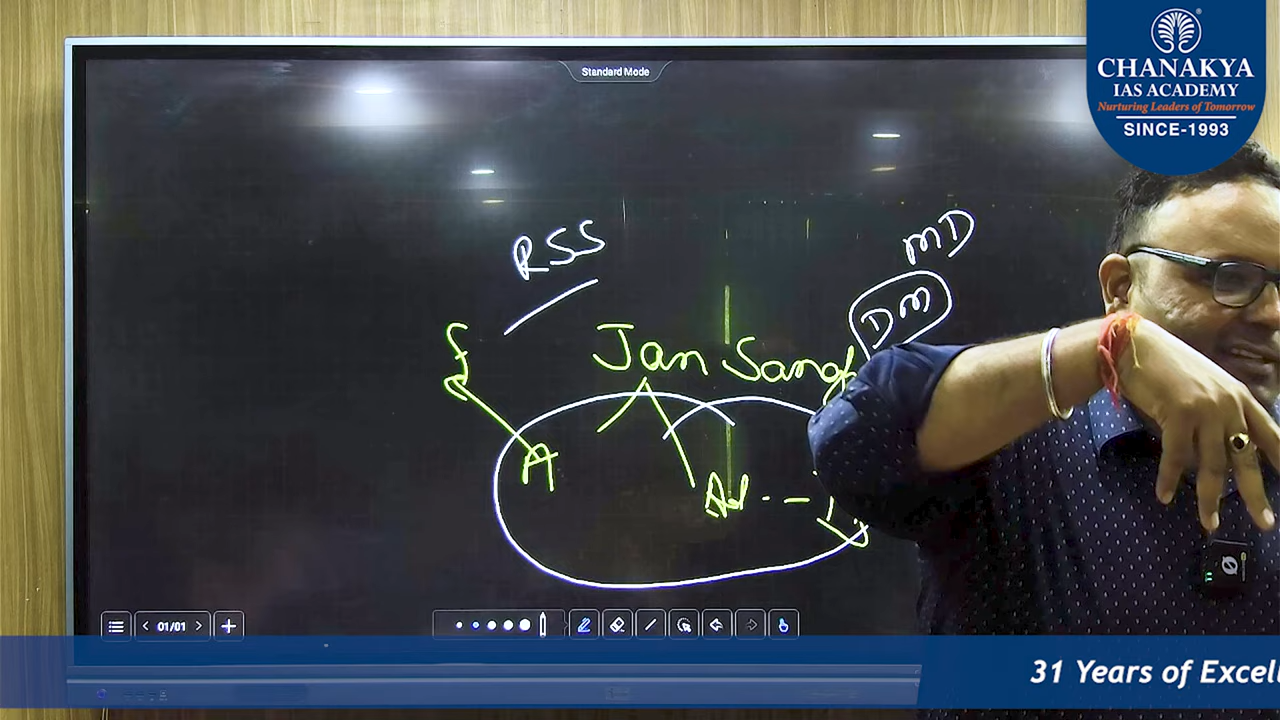 CHANAKYA
IAS ACADEMY
Nurturing Leaders of Tomorrow
SINCE-1993
Standard Mode
MD
RSS
DM
f
Jan Sangh
A
Ad -- L
01/01
31 Years of Excell